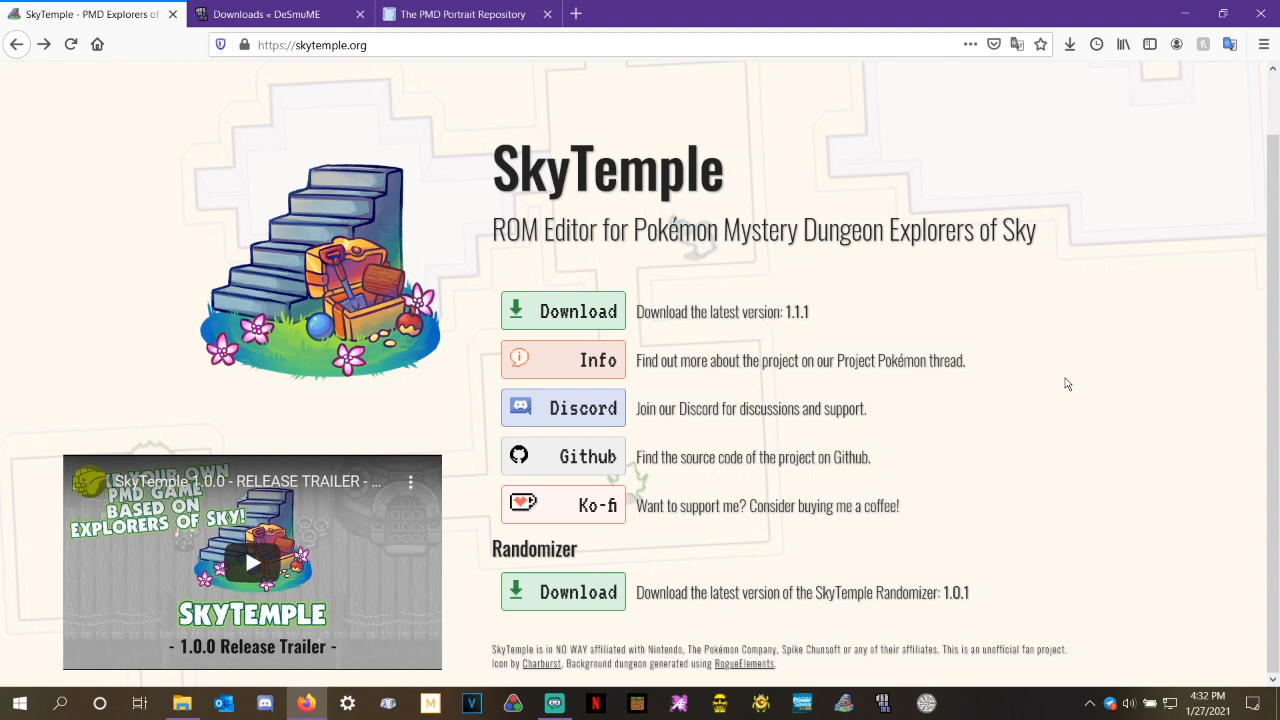 SkyTemple - PMD Explorers of
Downloads « DeSmuME
The PMD Portrait Repository
https://skytemple.org
SkyTemple
ROM Editor for Pokémon Mystery Dungeon Explorers of Sky
Download
Download the latest version: 1.1.1
Info
Find out more about the project on our Project Pokémon thread.
Discord
Join our Discord for discussions and support.
Github
Find the source code of the project on Github.
Ko-fi
Want to support me? Consider buying me a coffee!
Randomizer
Download
Download the latest version of the SkyTemple Randomizer: 1.0.1
SkyTemple is in NO WAY affiliated with Nintendo, The Pokémon Company, Spike Chunsoft or any of their affiliates. This is an unofficial fan project.
Icon by Charburst. Background dungeon generated using RogueElements.
SkyTemple 1.0.0 - RELEASE TRAILER - ...
YOUR OWN
PMD GAME
BASED ON
EXPLORERS OF SKY!
SKYTEMPLE
- 1.0.0 Release Trailer -
4:32 PM
1/27/2021